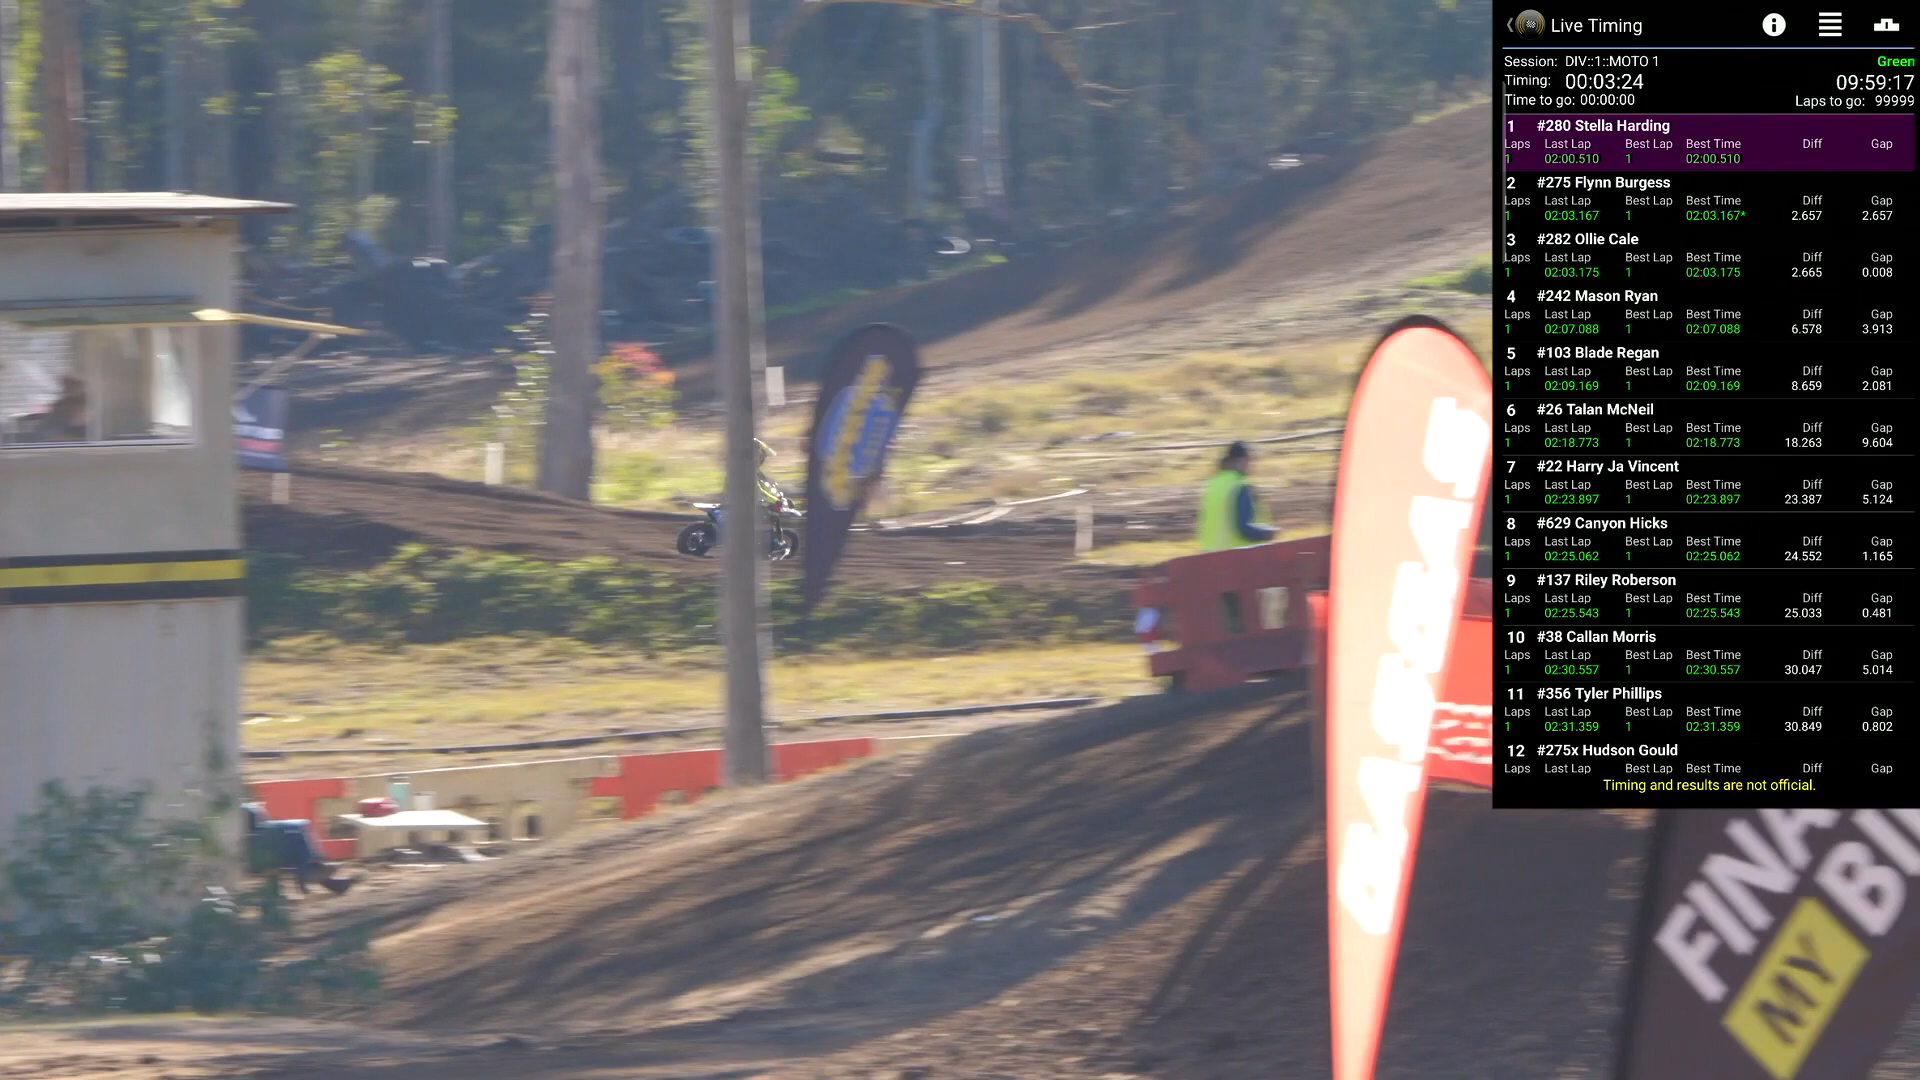 Live Timing
Session: DIV::1::MOTO 1 Green
Timing: 00:03:24 09:59:17
Time to go: 00:00:00 Laps to go: 99999
1 #280 Stella Harding
Laps Last Lap Best Lap Best Time Diff Gap
1 02:00.510 1 02:00.510
2 #275 Flynn Burgess
Laps Last Lap Best Lap Best Time Diff Gap
1 02:03.167 1 02:03.167* 2.657 2.657
3 #282 Ollie Cale
Laps Last Lap Best Lap Best Time Diff Gap
1 02:03.175 1 02:03.175 2.665 0.008
4 #242 Mason Ryan
Laps Last Lap Best Lap Best Time Diff Gap
1 02:07.088 1 02:07.088 6.578 3.913
5 #103 Blade Regan
Laps Last Lap Best Lap Best Time Diff Gap
1 02:09.169 1 02:09.169 8.659 2.081
6 #26 Talan McNeil
Laps Last Lap Best Lap Best Time Diff Gap
1 02:18.773 1 02:18.773 18.263 9.604
7 #22 Harry Ja Vincent
Laps Last Lap Best Lap Best Time Diff Gap
1 02:23.897 1 02:23.897 23.387 5.124
8 #629 Canyon Hicks
Laps Last Lap Best Lap Best Time Diff Gap
1 02:25.062 1 02:25.062 24.552 1.165
9 #137 Riley Roberson
Laps Last Lap Best Lap Best Time Diff Gap
1 02:25.543 1 02:25.543 25.033 0.481
10 #38 Callan Morris
Laps Last Lap Best Lap Best Time Diff Gap
1 02:30.557 1 02:30.557 30.047 5.014
11 #356 Tyler Phillips
Laps Last Lap Best Lap Best Time Diff Gap
1 02:31.359 1 02:31.359 30.849 0.802
12 #275x Hudson Gould
Laps Last Lap Best Lap Best Time Diff Gap
Timing and results are not official.
MY